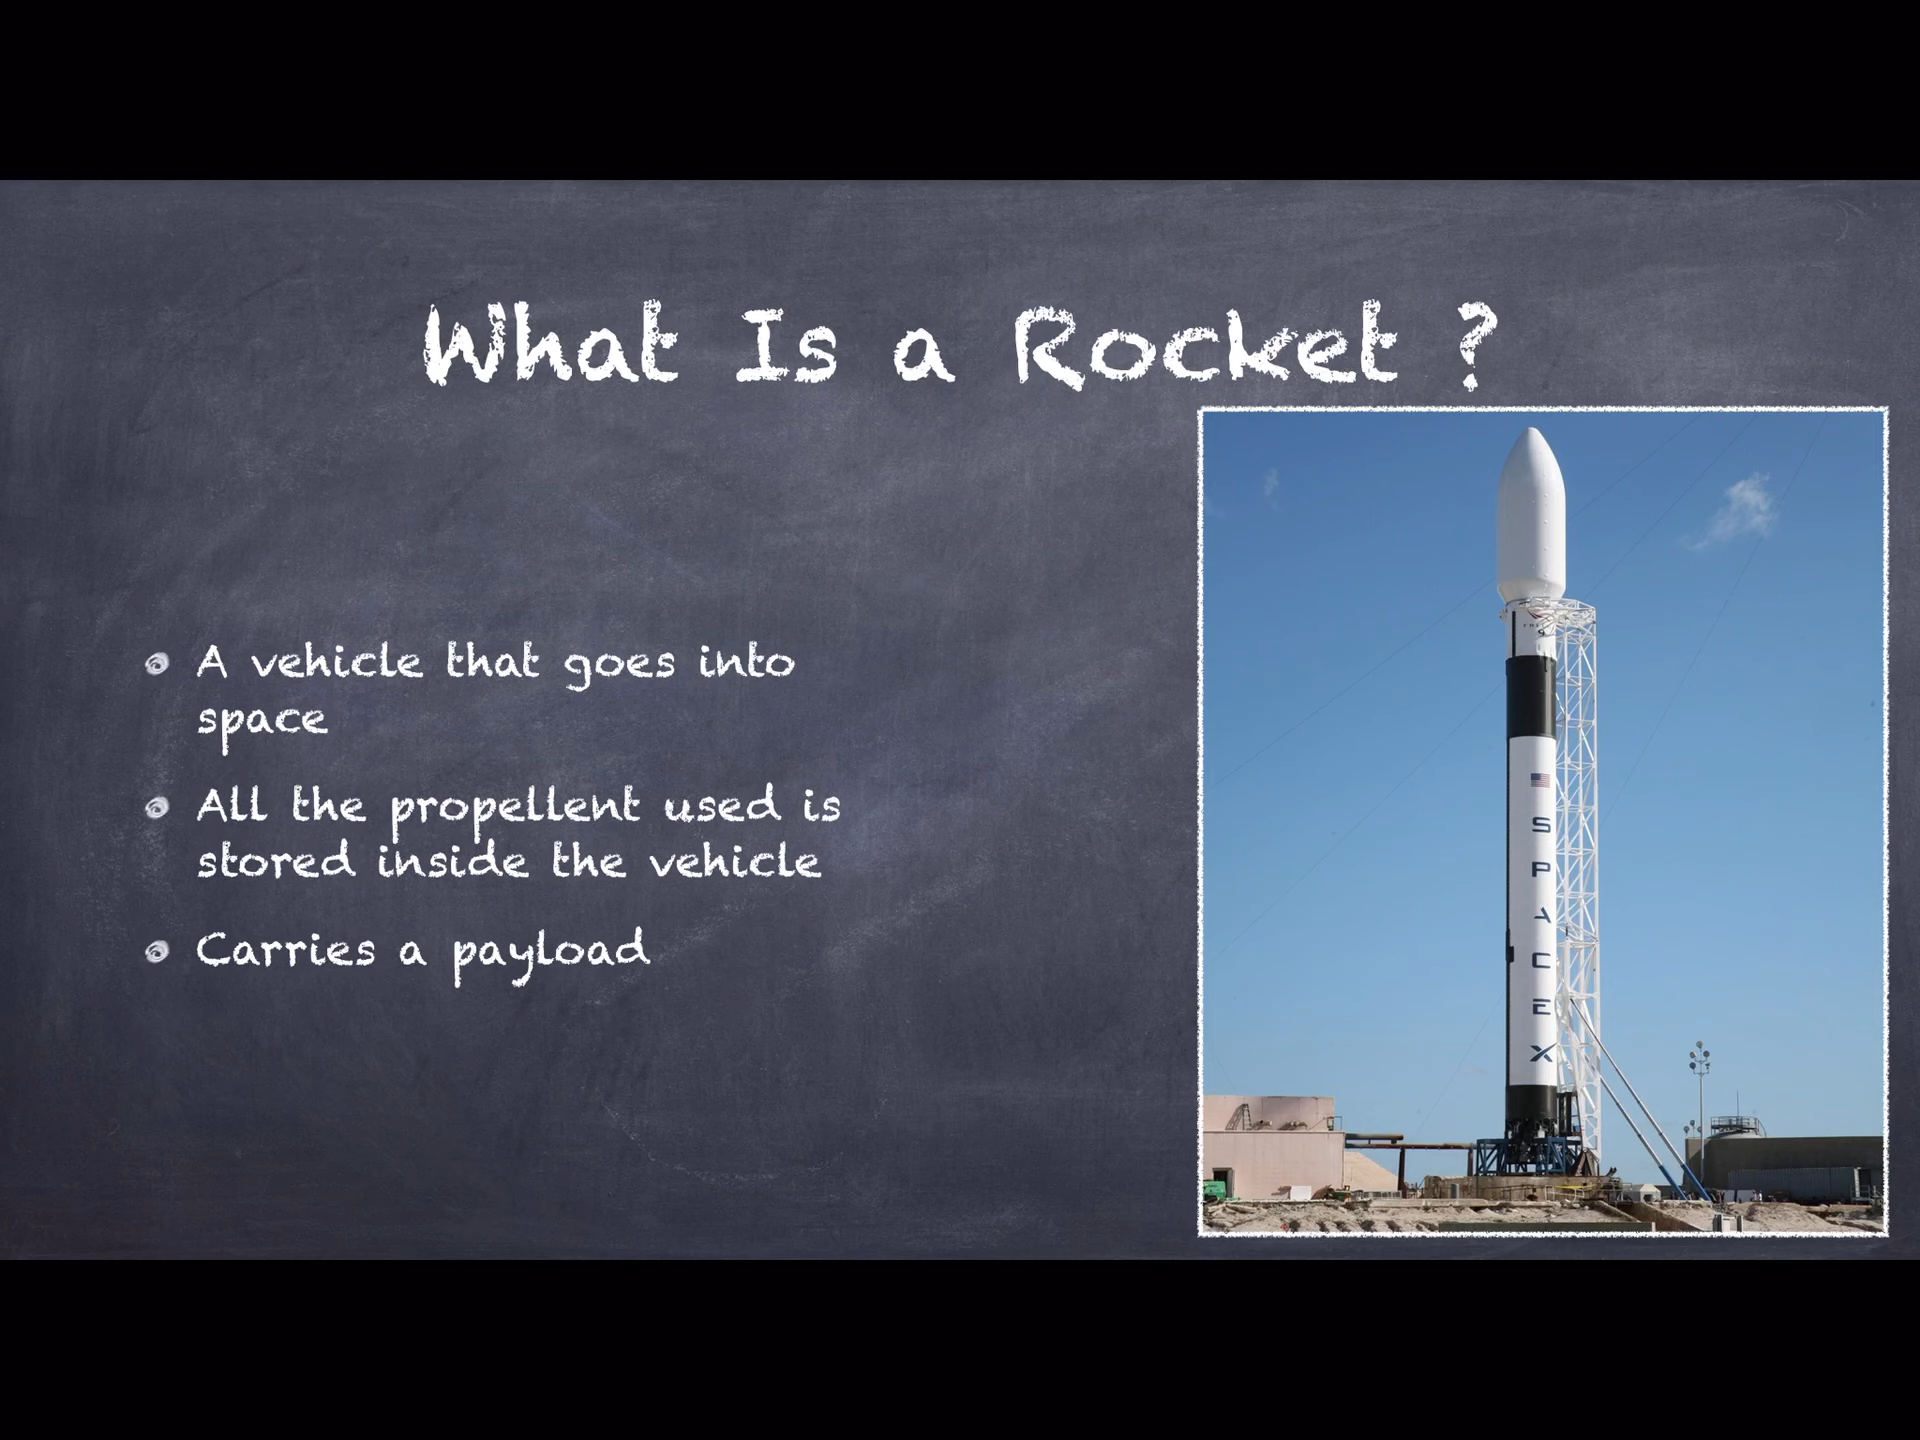 What Is a Rocket ?
A vehicle that goes into
space
All the propellent used is
stored inside the vehicle
Carries a payload
9
SPACEX